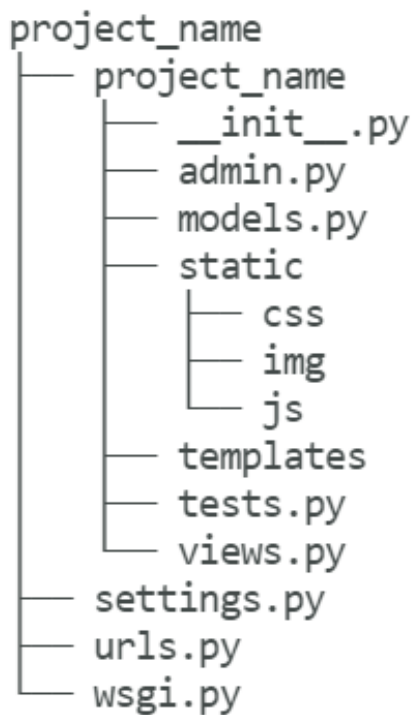 project_name
project_name
__init__.py
admin.py
models.py
static
css
img
js
templates
tests.py
views.py
settings.py
urls.py
wsgi.py